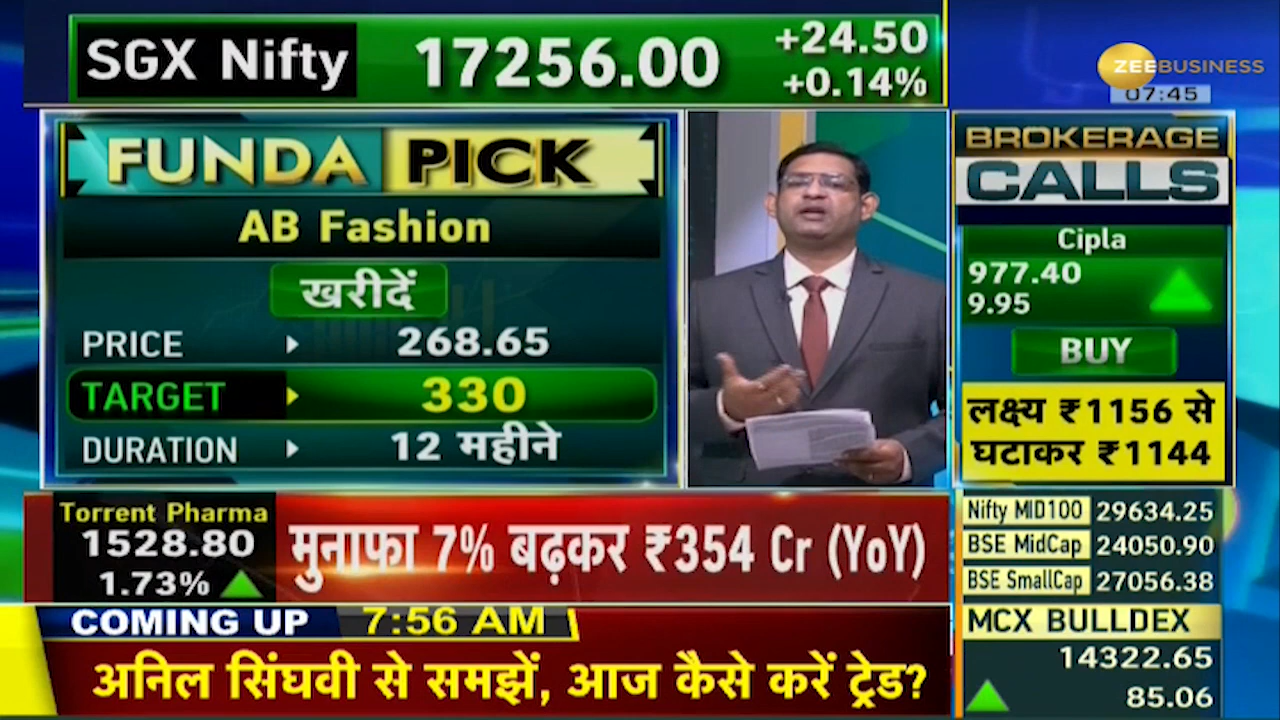 SGX Nifty 17256.00 +24.50
+0.14%
ZEEBUSINESS
07:45
FUNDA PICK
AB Fashion
खरीदें
PRICE 268.65
TARGET 330
DURATION 12 महीने
BROKERAGE
CALLS
Cipla
977.40
9.95
BUY
लक्ष्य ₹1156 से
घटाकर ₹1144
Torrent Pharma
1528.80
1.73%
मुनाफा 7% बढ़कर ₹354 Cr (YoY)
Nifty MID100 29634.25
BSE MidCap 24050.90
BSE SmallCap 27056.38
MCX BULLDEX
14322.65
85.06
COMING UP 7:56 AM
अनिल सिंघवी से समझें, आज कैसे करें ट्रेड?